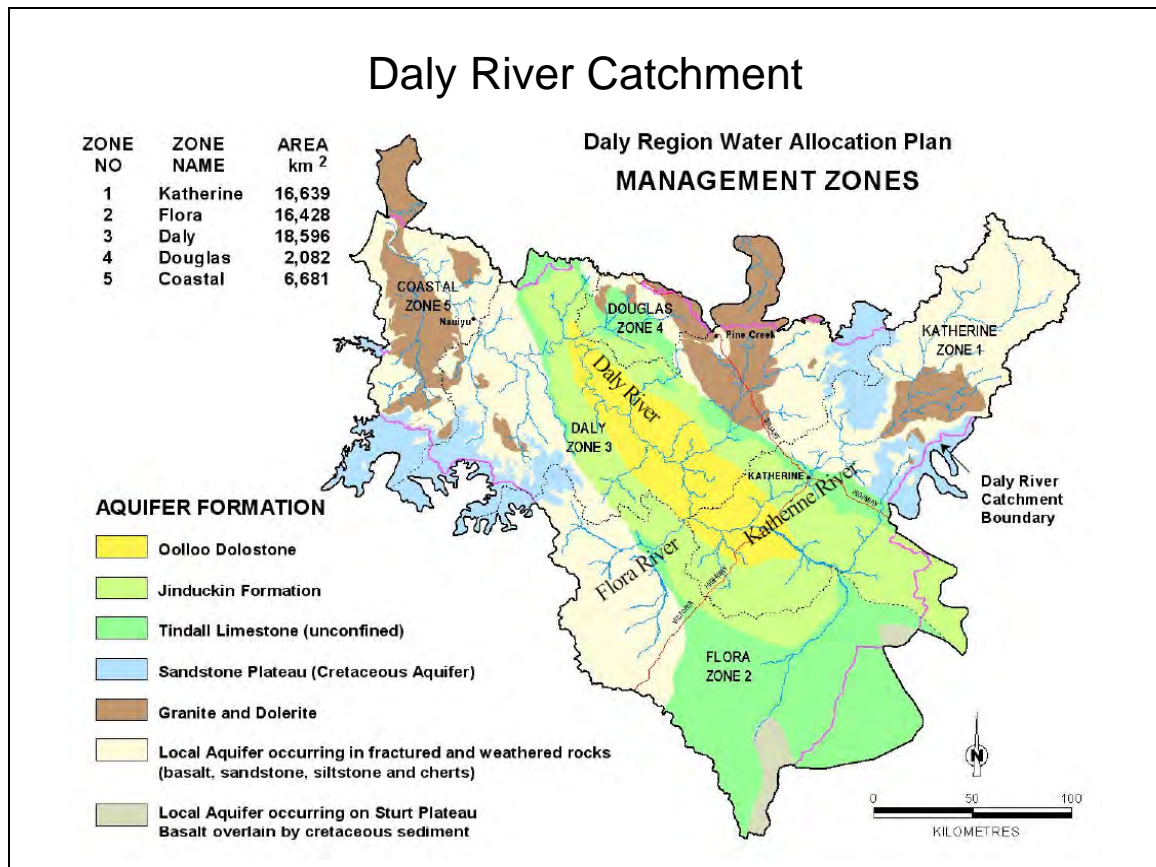 Daly River Catchment
ZONE NO ZONE NAME AREA km 2
1 Katherine 16,639
2 Flora 16,428
3 Daly 18,596
4 Douglas 2,082
5 Coastal 6,681
Daly Region Water Allocation Plan
MANAGEMENT ZONES
COASTAL
ZONE 5
Nauiyu
DOUGLAS
ZONE 4
Pine Creek
KATHERINE
ZONE 1
Daly River
DALY
ZONE 3
STUART
KATHERINE
HIGHWAY
Katherine River
Flora River
VICTORIA
HIGHWAY
FLORA
ZONE 2
Daly River
Catchment
Boundary
AQUIFER FORMATION
Oolloo Dolostone
Jinduckin Formation
Tindall Limestone (unconfined)
Sandstone Plateau (Cretaceous Aquifer)
Granite and Dolerite
Local Aquifer occurring in fractured and weathered rocks
(basalt, sandstone, siltstone and cherts)
Local Aquifer occurring on Sturt Plateau
Basalt overlain by cretaceous sediment
N
0 50 100
KILOMETRES